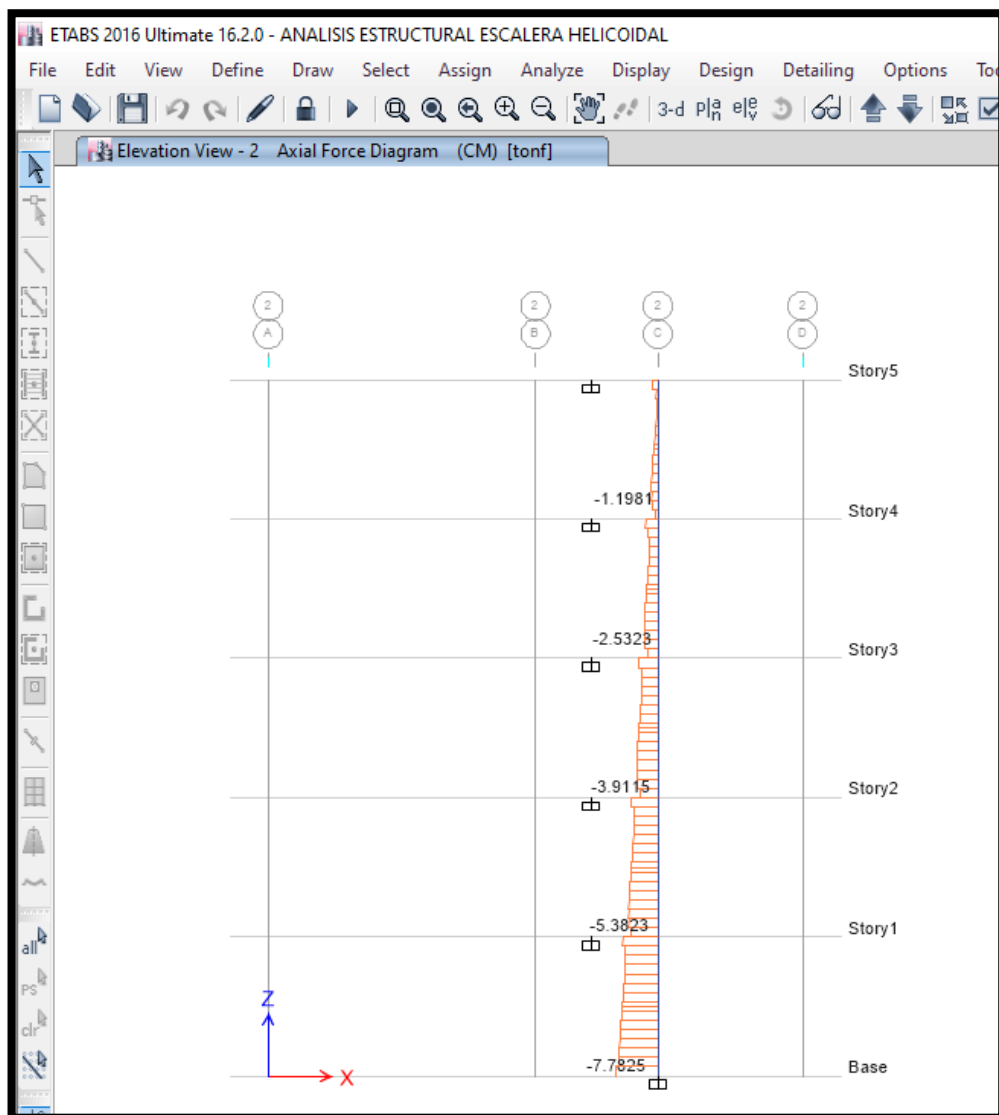 ETABS 2016 Ultimate 16.2.0 - ANALISIS ESTRUCTURAL ESCALERA HELICOIDAL
File Edit View Define Draw Select Assign Analyze Display Design Detailing Options
3-d pla̲n ele̲v
Elevation View - 2 Axial Force Diagram (CM) [tonf]
2 2 2 2
A B C D
Story5
-1.1981
Story4
-2.5323
Story3
-3.9115
Story2
-5.3823
Story1
all
PS
clr
Z
-7.7825
Base
X